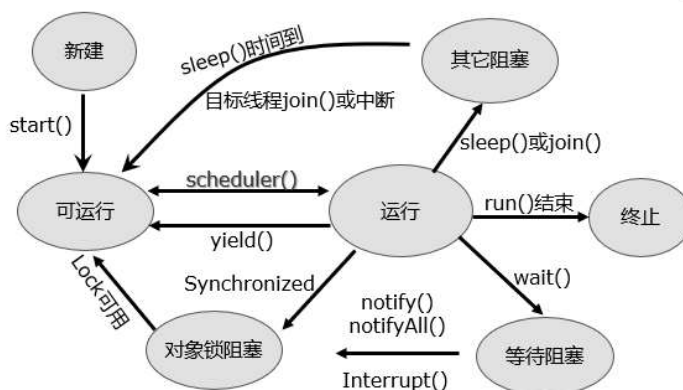 新建
sleep()时间到
其它阻塞
目标线程join()或中断
start()
sleep()或join()
scheduler()
可运行
运行
run()结束
终止
yield()
Lock可用
Synchronized
wait()
notify()
notifyAll()
对象锁阻塞
等待阻塞
Interrupt()